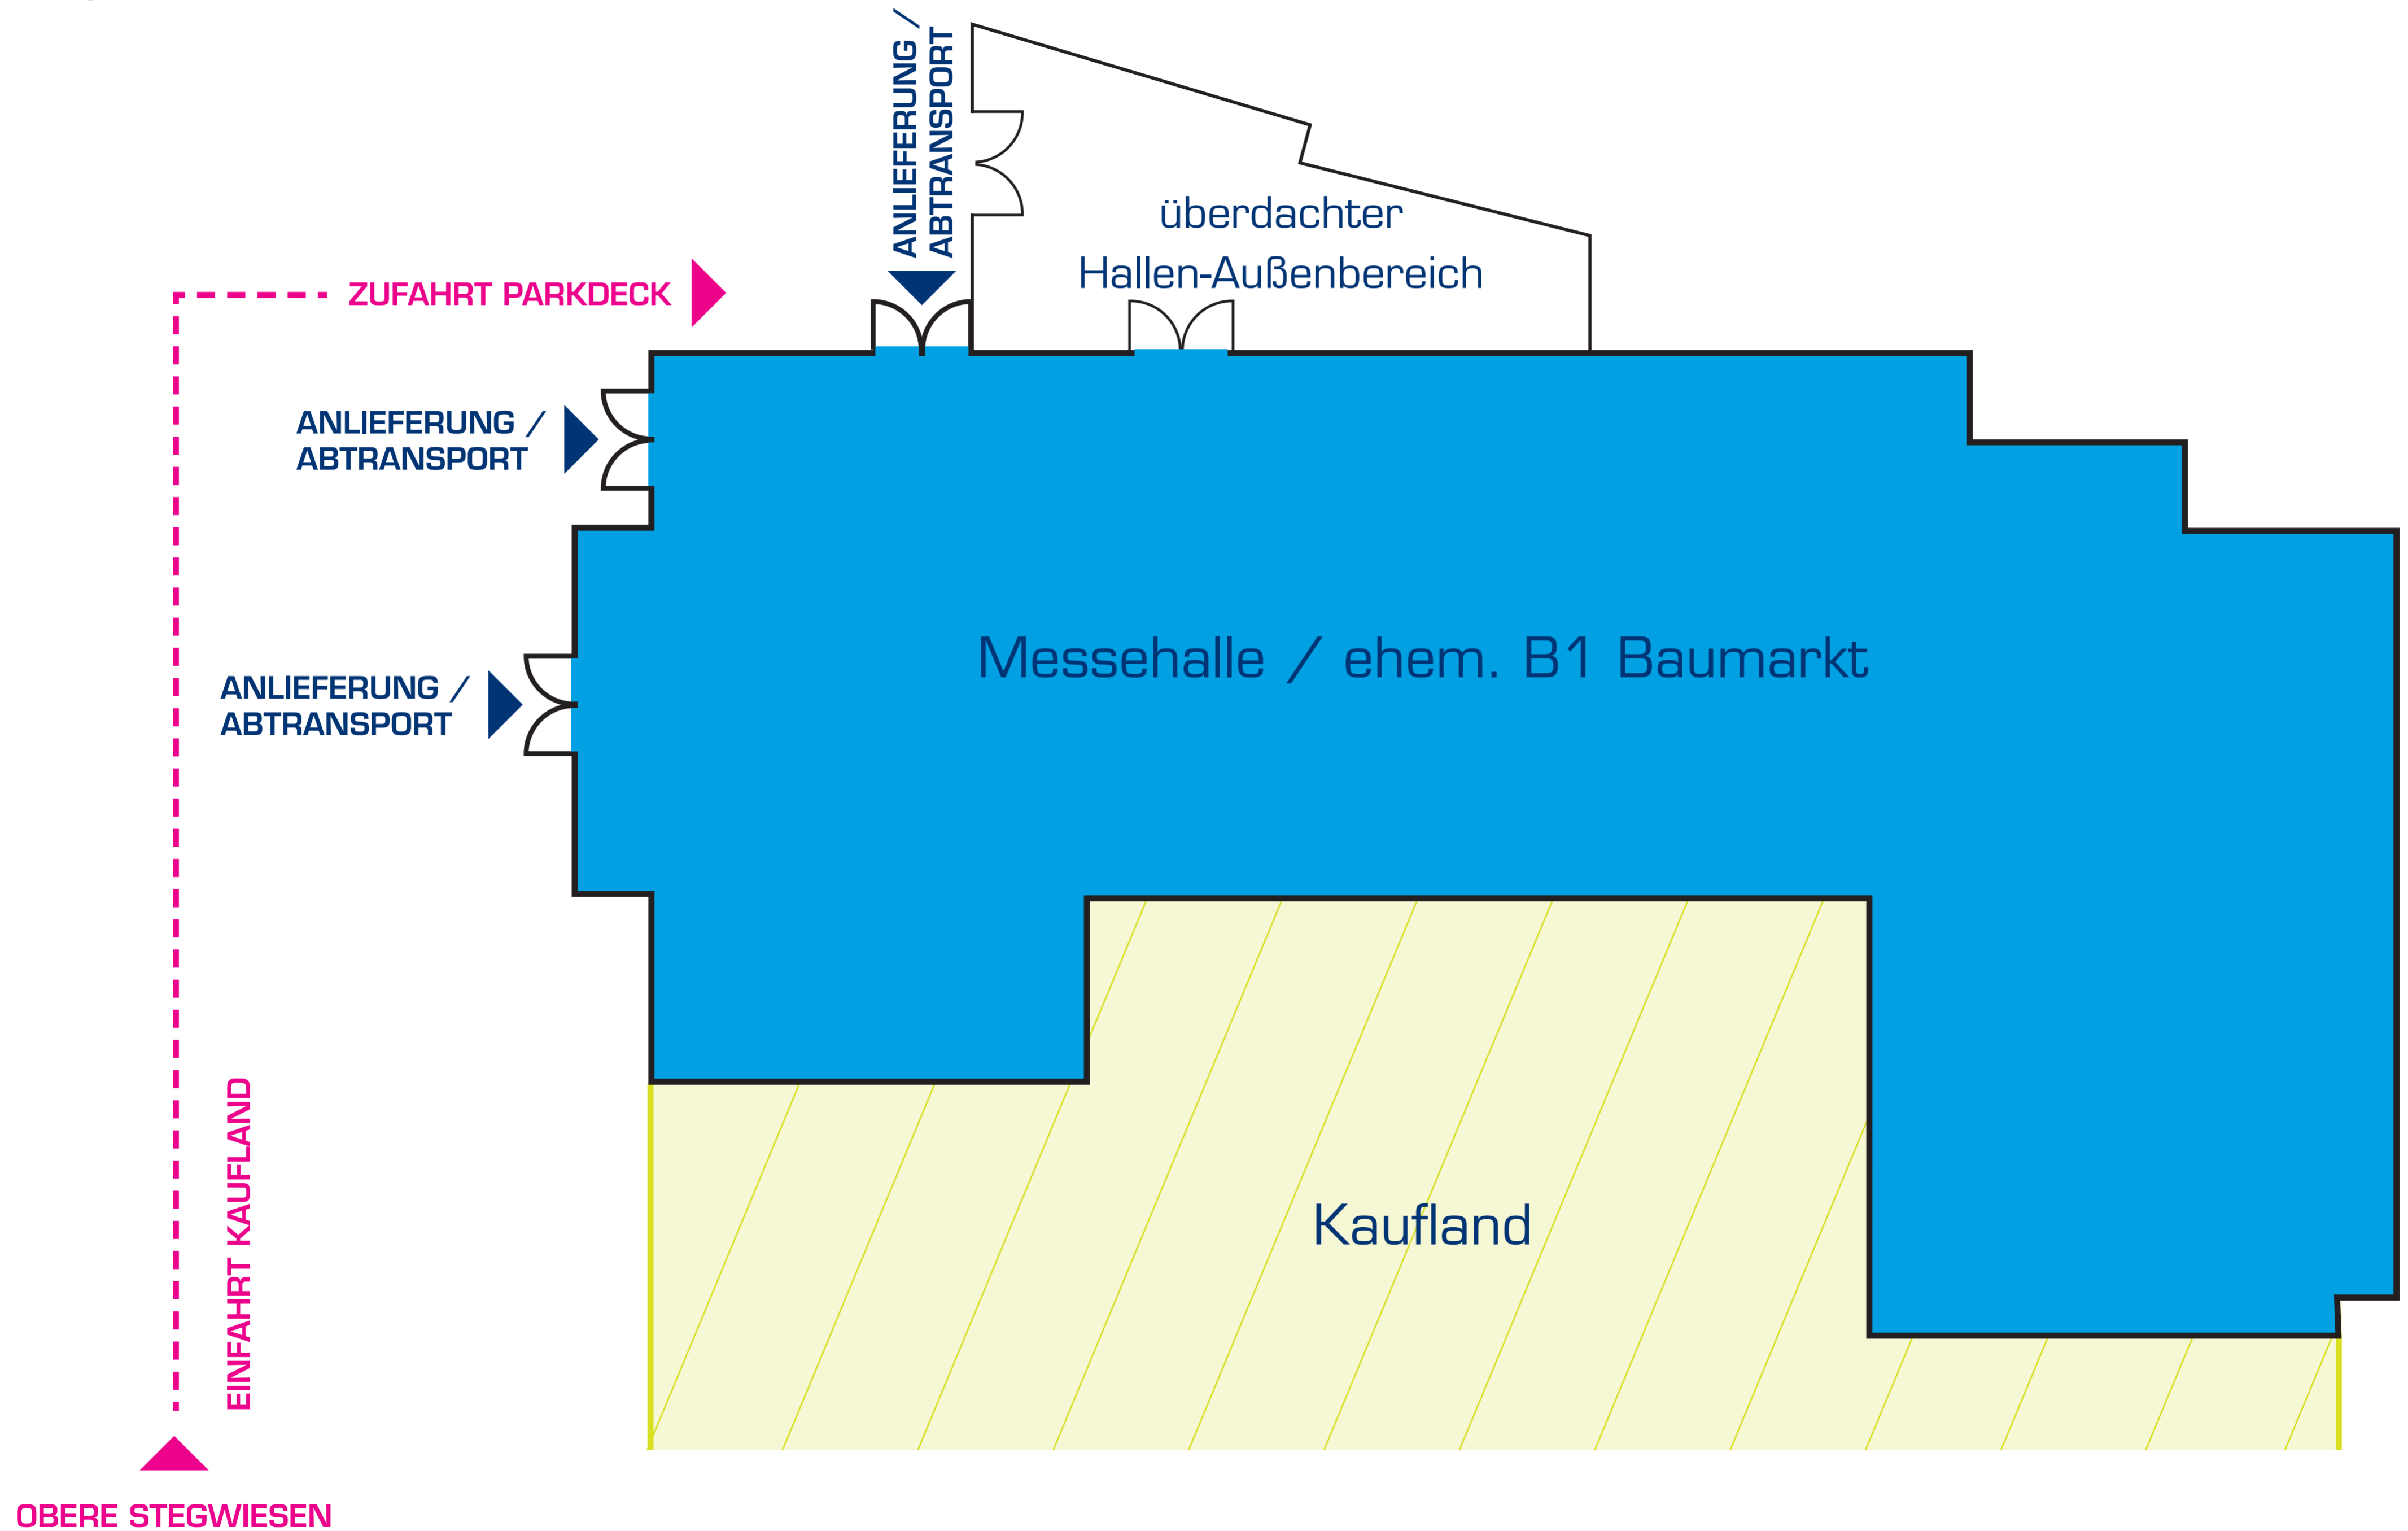 ANLIEFERUNG /
ABTRANSPORT
überdachter
Hallen-Außenbereich
ZUFAHRT PARKDECK
ANLIEFERUNG /
ABTRANSPORT
Messehalle / ehem. B1 Baumarkt
ANLIEFERUNG /
ABTRANSPORT
EINFAHRT KAUFLAND
Kaufland
OBERE STEGWIESEN